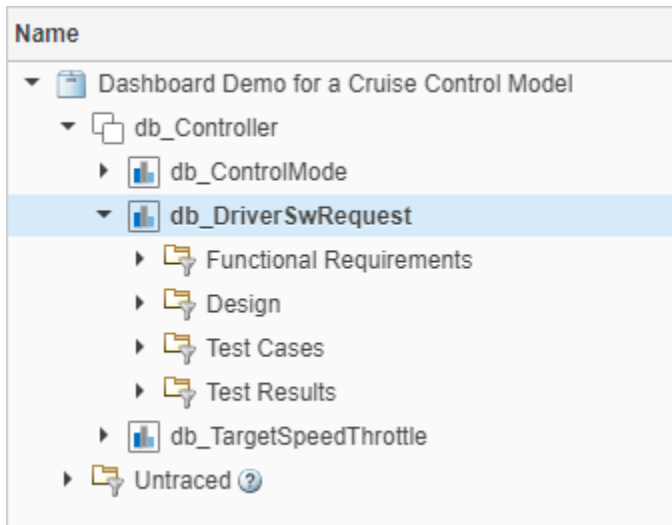 Name
Dashboard Demo for a Cruise Control Model
db_Controller
db_ControlMode
db_DriverSwRequest
Functional Requirements
Design
Test Cases
Test Results
db_TargetSpeedThrottle
Untraced ?